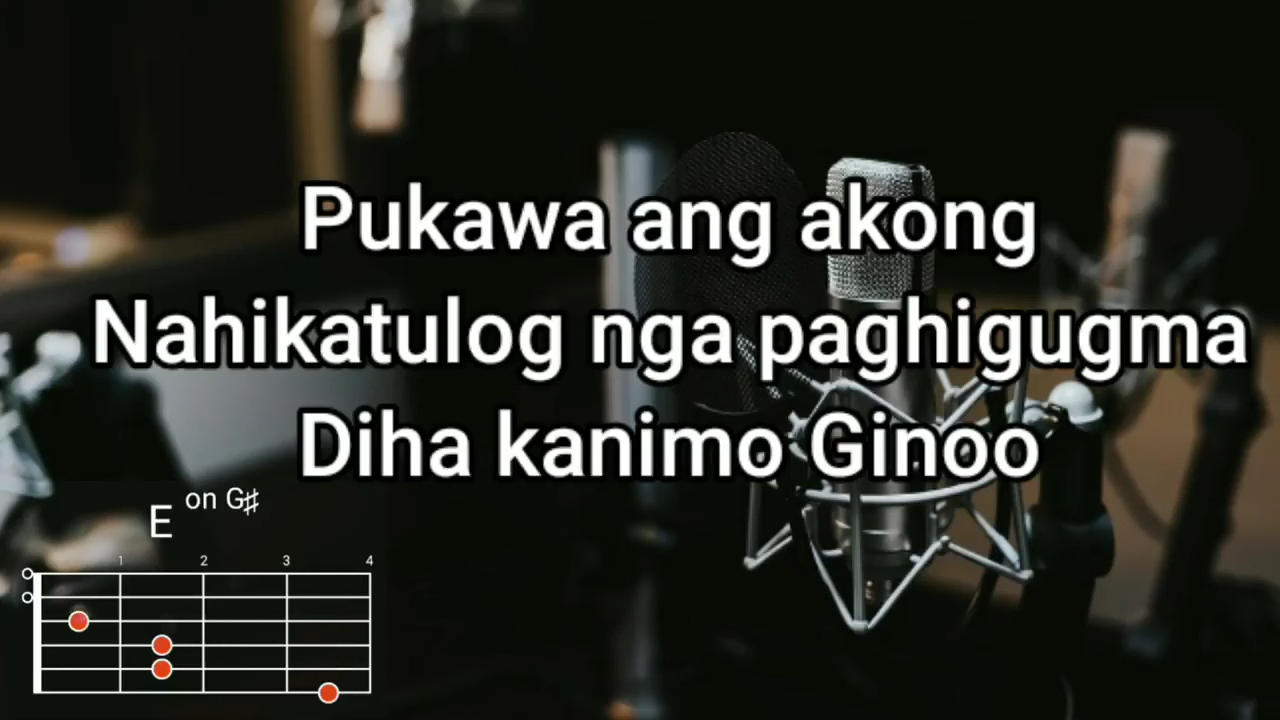 Pukawa ang akong
Nahikatulog nga paghigugma
Diha kanimo Ginoo
E on G♯
1 2 3 4